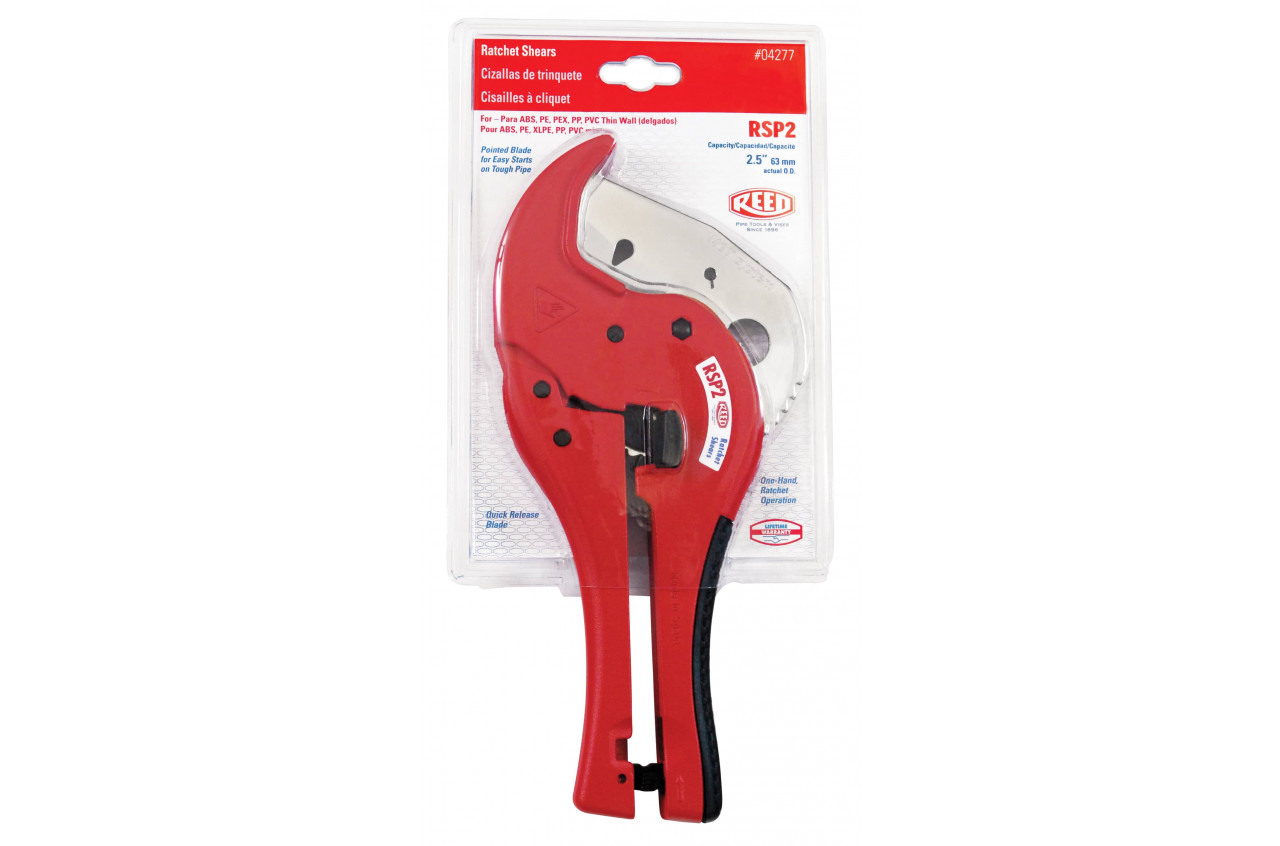 Ratchet Shears
#04277
Cizallas de trinquete
Cisailles à cliquet
For – Para ABS, PE, PEX, PP, PVC Thin Wall (delgados)
Pour ABS, PE, XLPE, PP, PVC
RSP2
Capacity/Capacidad/Capacité
2.5" 63 mm
actual O.D.
Pointed Blade
for Easy Starts
on Tough Pipe
REED
PIPE TOOLS & VISES
SINCE 1896
RSP2
REED
Ratchet
Shears
One-Hand,
Ratchet
Operation
Quick Release
Blade
LIFETIME
WARRANTY